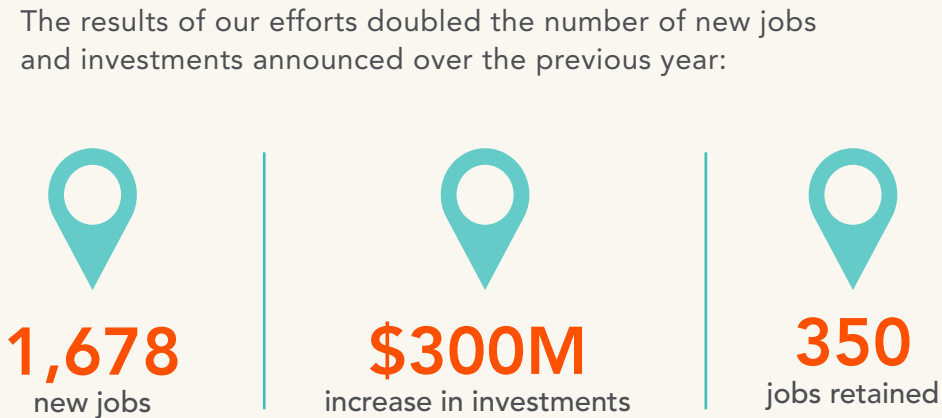 The results of our efforts doubled the number of new jobs
and investments announced over the previous year:
1,678
new jobs
$300M
increase in investments
350
jobs retained